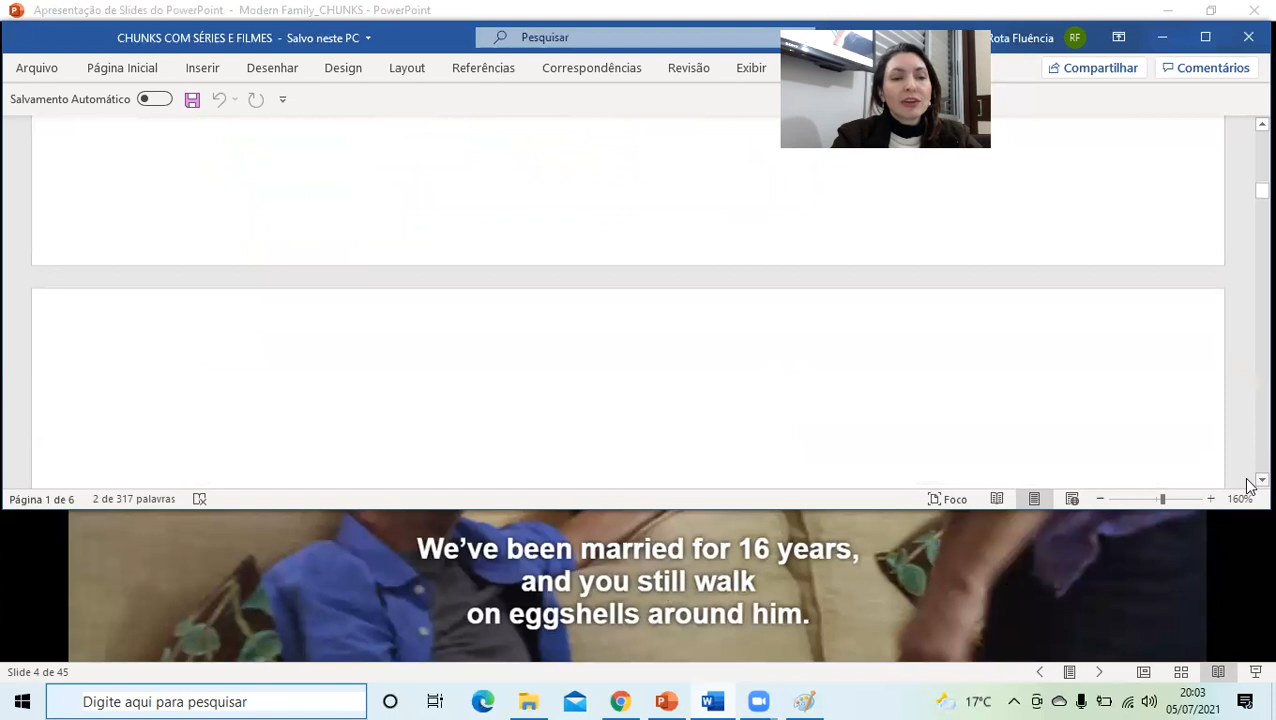 Apresentação de Slides do PowerPoint - Modern Family_CHUNKS - PowerPoint
CHUNKS COM SÉRIES E FILMES - Salvo neste PC
Pesquisar
Rota Fluência
RF
Arquivo
Página Inicial
Inserir
Desenhar
Design
Layout
Referências
Correspondências
Revisão
Exibir
Compartilhar
Comentários
Salvamento Automático
Página 1 de 6
2 de 317 palavras
Foco
160%
We've been married for 16 years,
and you still walk
on eggshells around him.
Slide 4 de 45
Digite aqui para pesquisar
17°C
20:03
05/07/2021